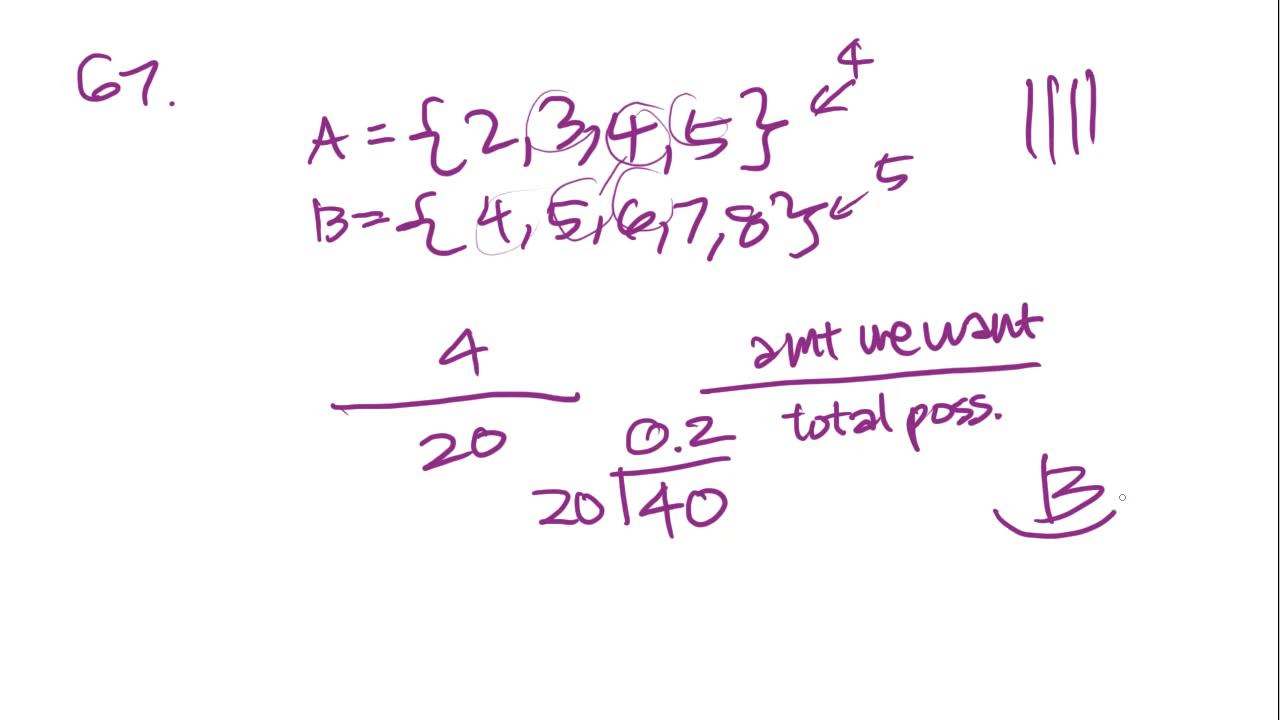 67.
4
A = {2, 3, 4, 5}
5
B = {4, 5, 6, 7, 8}
4
20
amt we want
total poss.
0.2
20 40
B